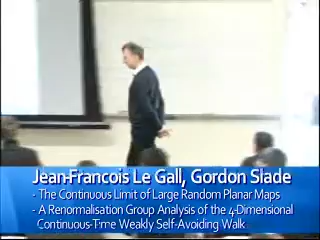 Jean-Francois Le Gall, Gordon Slade
- The Continuous Limit of Large Random Planar Maps
- A Renormalisation Group Analysis of the 4-Dimensional
Continuous-Time Weakly Self-Avoiding Walk